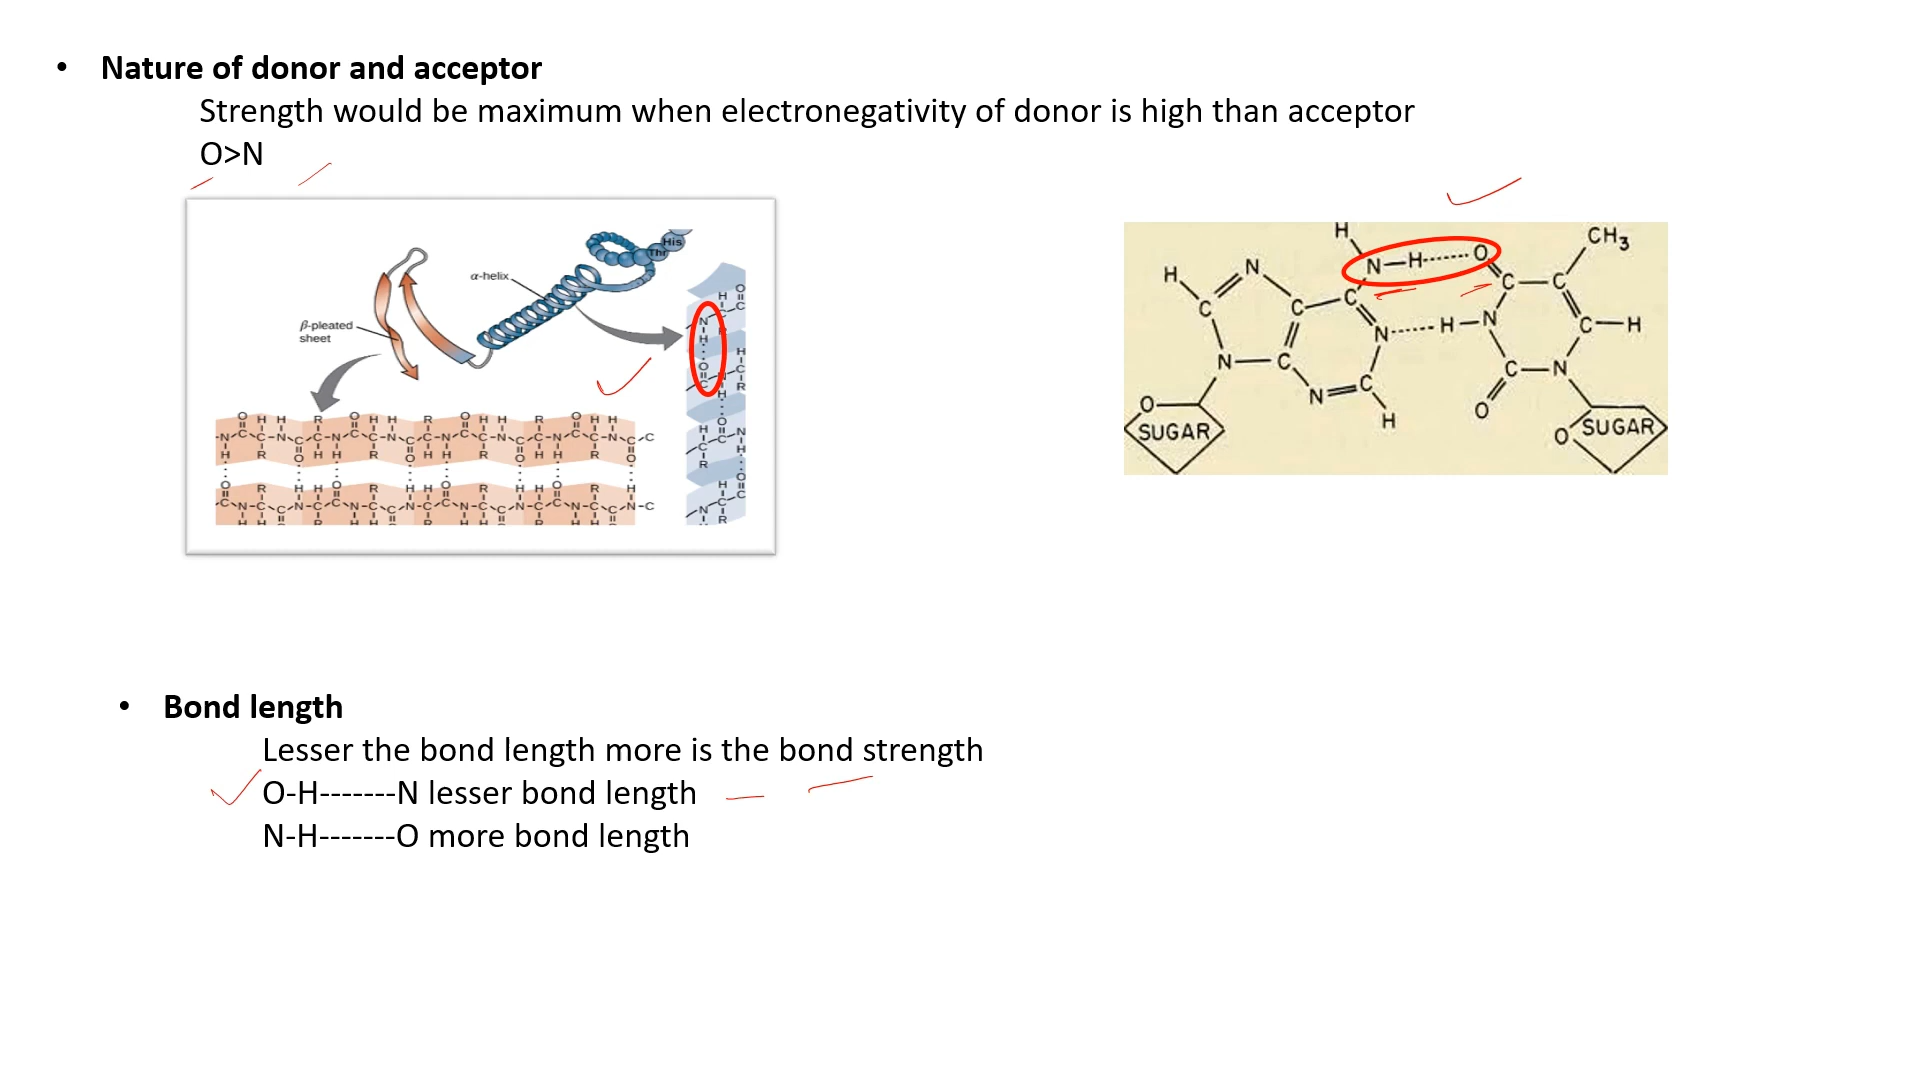 • Nature of donor and acceptor
Strength would be maximum when electronegativity of donor is high than acceptor
O>N
His
Thr
α-helix
β-pleated
sheet
H
CH3
N—H······O
H
N
C
C
C
C
C
N······H—N
C—H
N
C
C
N
N
C
O
O
H
SUGAR
O
SUGAR
• Bond length
Lesser the bond length more is the bond strength
O-H-------N lesser bond length
N-H-------O more bond length